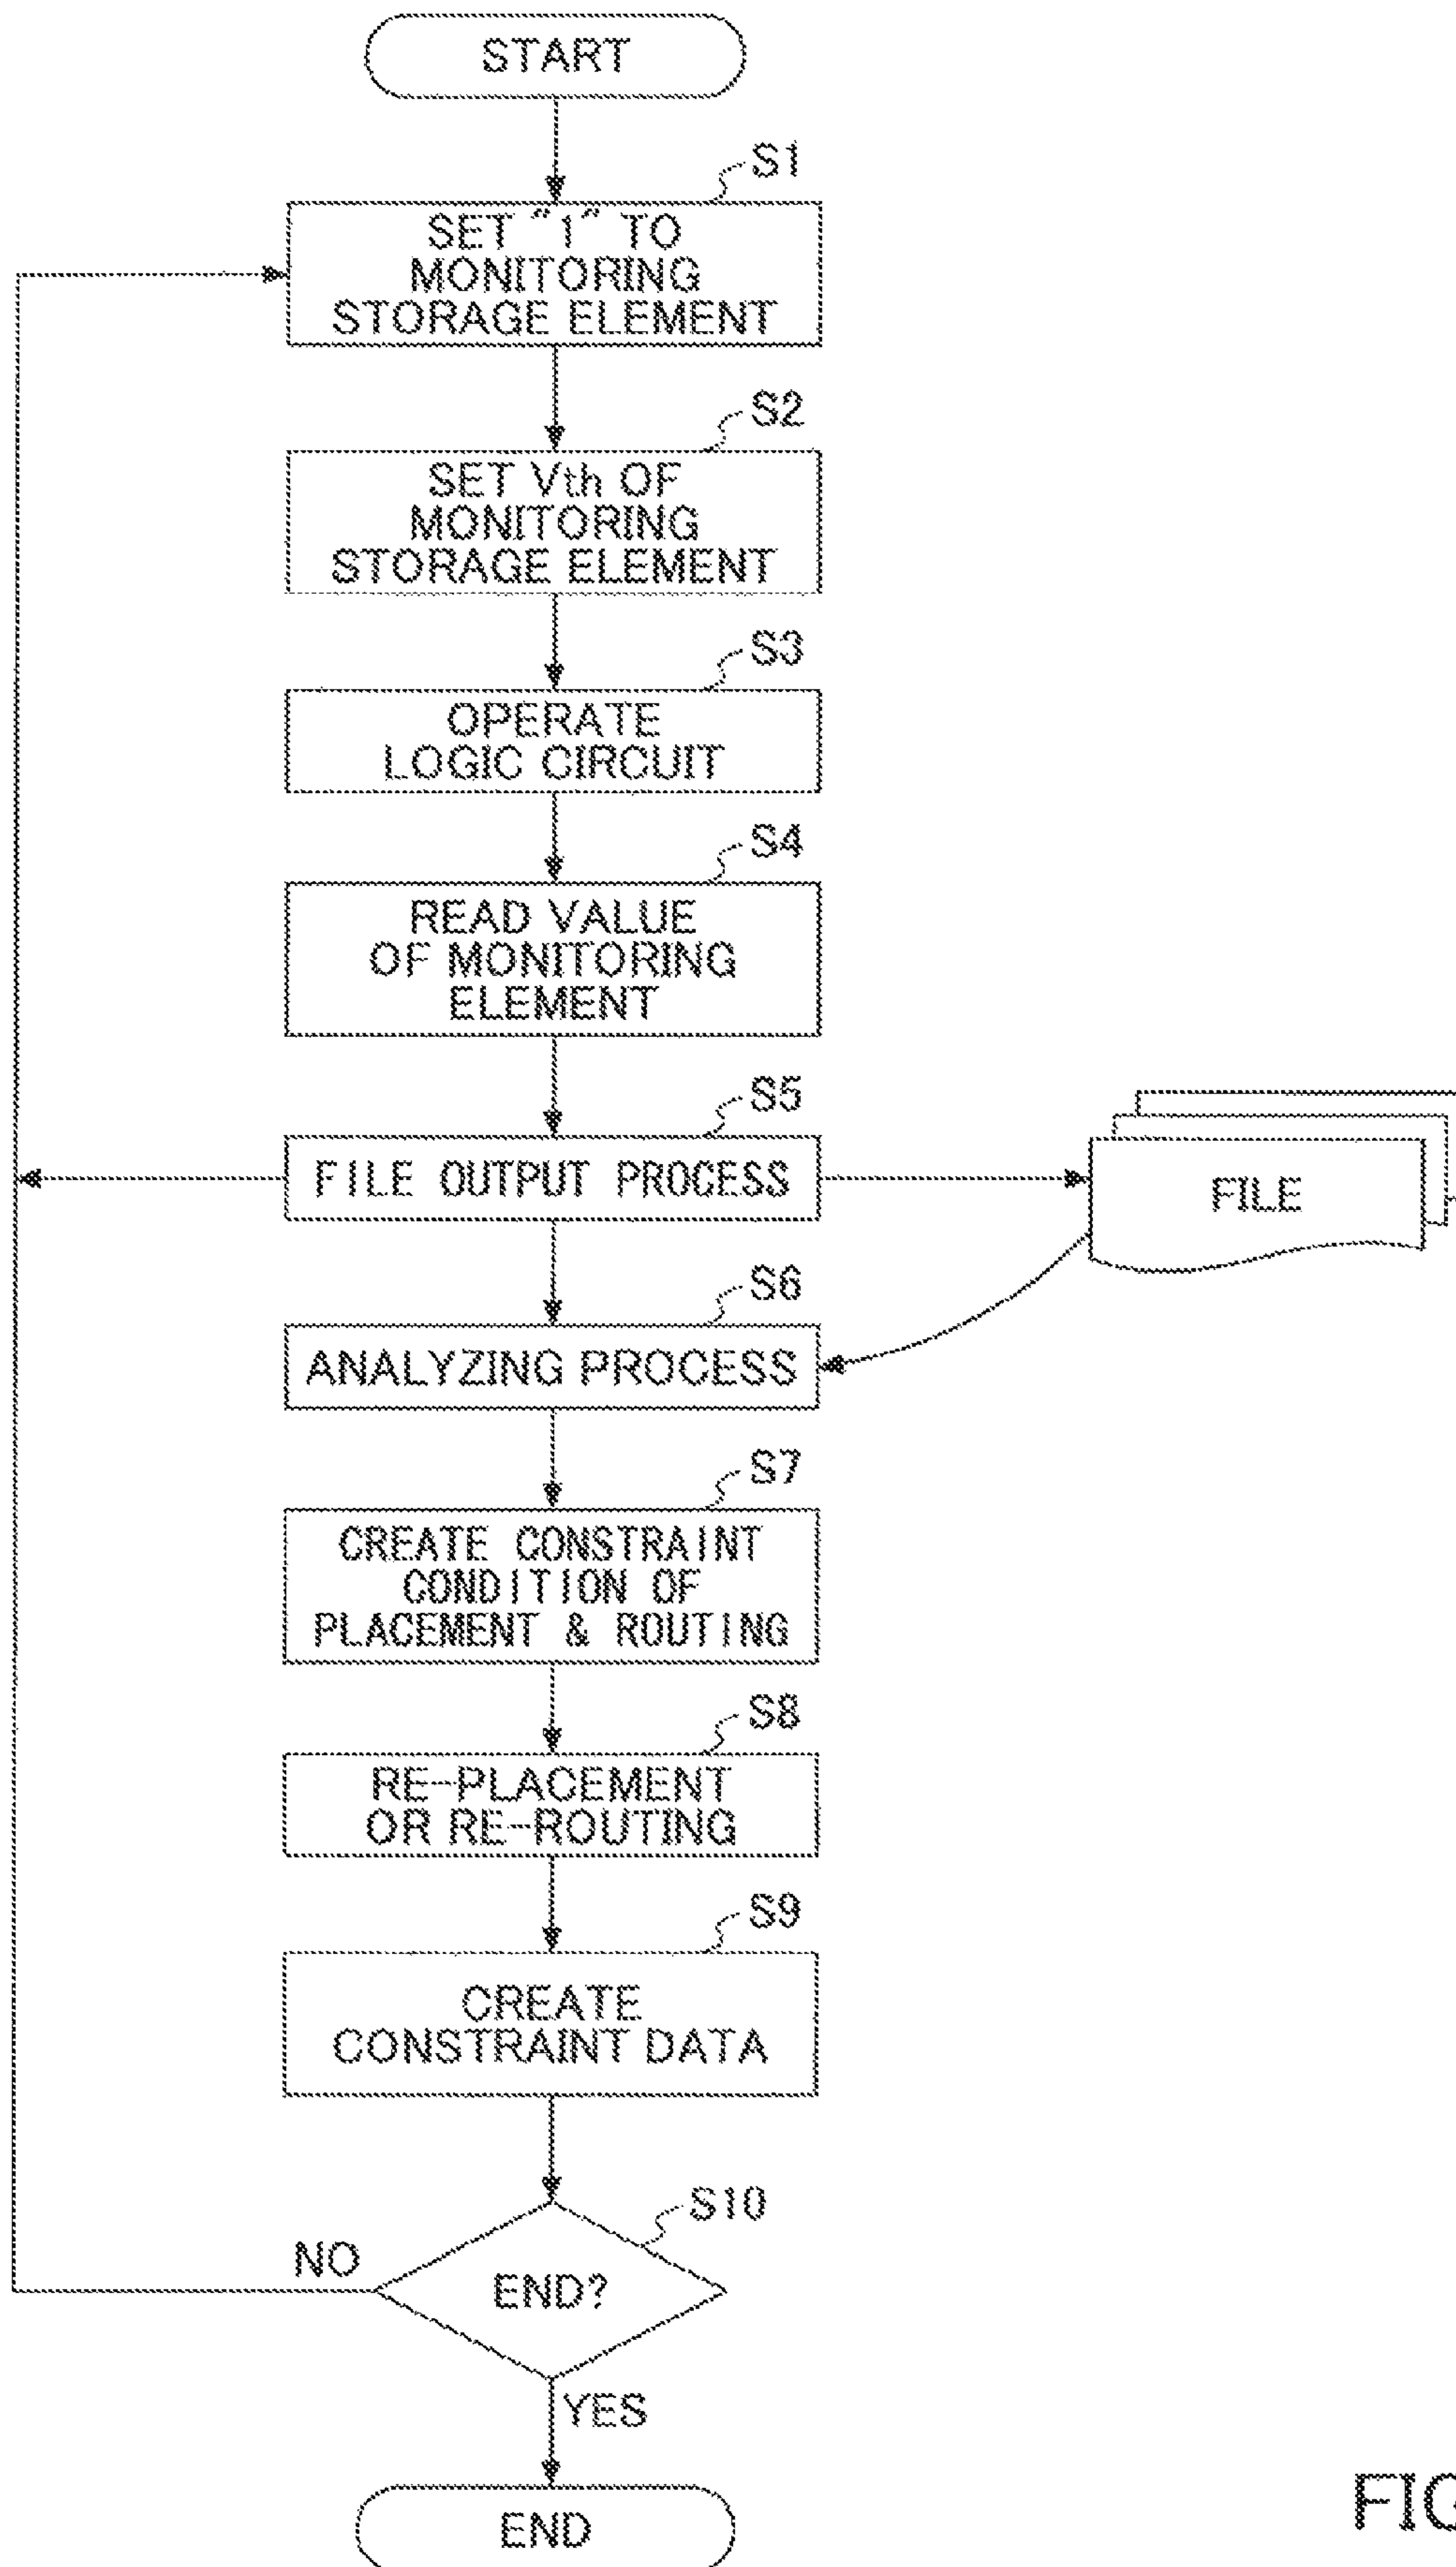 START
S1
SET "1" TO
MONITORING
STORAGE ELEMENT
S2
SET Vth OF
MONITORING
STORAGE ELEMENT
S3
OPERATE
LOGIC CIRCUIT
S4
READ VALUE
OF MONITORING
ELEMENT
S5
FILE OUTPUT PROCESS
FILE
S6
ANALYZING PROCESS
S7
CREATE CONSTRAINT
CONDITION OF
PLACEMENT & ROUTING
S8
RE-PLACEMENT
OR RE-ROUTING
S9
CREATE
CONSTRAINT DATA
S10
NO
END?
YES
END